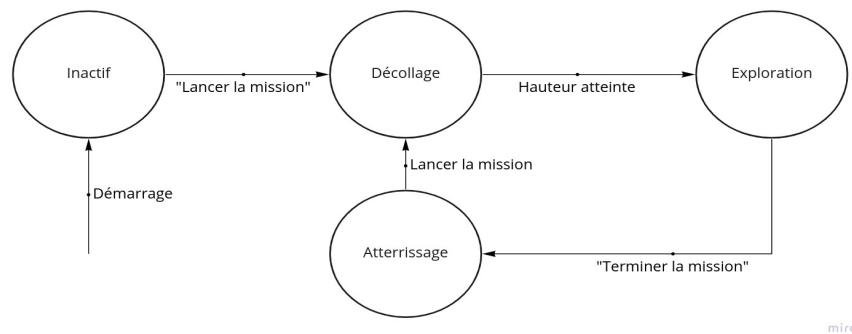 Inactif
Décollage
Exploration
"Lancer la mission"
Hauteur atteinte
Lancer la mission
Démarrage
Atterrissage
"Terminer la mission"